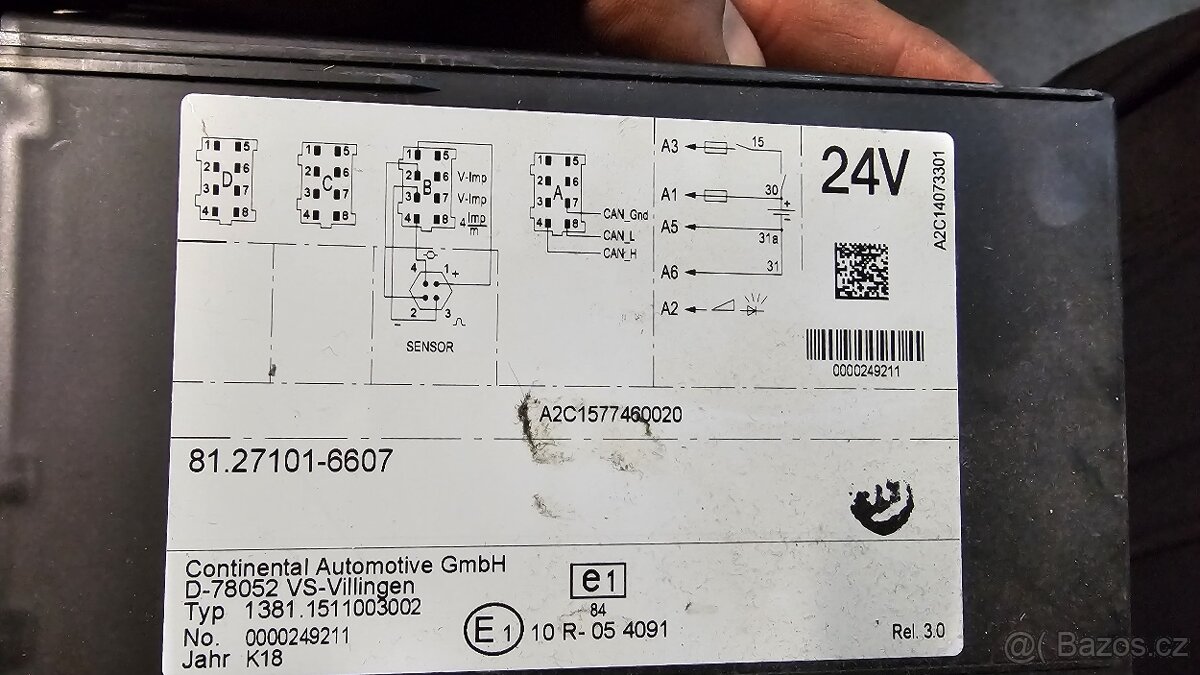 1 5
2 6
3 D 7
4 8
1 5
2 6
3 C 7
4 8
1 5
2 6 V-Imp
3 B 7 V-Imp
4 8 4 Imp/m
1 5
2 6
3 A 7
4 8
CAN_Gnd
CAN_L
CAN_H
4 1 +
2 3
-
SENSOR
A3 15
A1 30
+
-
A5 31a
A6 31
A2
24V
A2C14073301
0000249211
A2C1577460020
81.27101-6607
Continental Automotive GmbH
D-78052 VS-Villingen
Typ 1381.1511003002
No. 0000249211
Jahr K18
e1
84
E1 10 R- 05 4091
Rel. 3.0
@( Bazos.cz